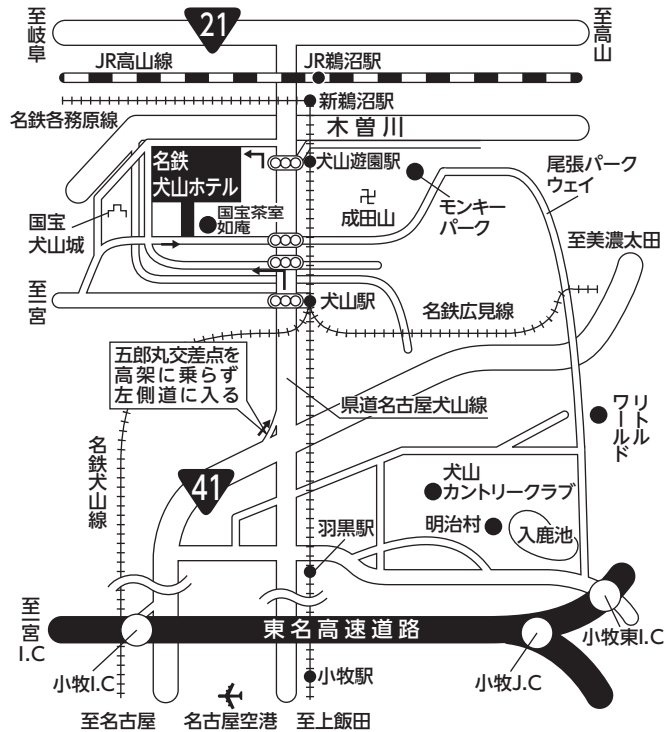 至岐阜
21
至高山
JR高山線
JR鵜沼駅
名鉄各務原線
新鵜沼駅
木曽川
名鉄
犬山ホテル
犬山遊園駅
尾張パーク
ウェイ
国宝
犬山城
国宝茶室
如庵
成田山
モンキー
パーク
至美濃太田
至一宮
犬山駅
名鉄広見線
五郎丸交差点を
高架に乗らず
左側道に入る
県道名古屋犬山線
リトル
ワールド
名鉄犬山線
41
犬山
カントリークラブ
明治村
入鹿池
羽黒駅
至一宮
I.C
東名高速道路
小牧I.C
小牧J.C
小牧東I.C
小牧駅
至名古屋
名古屋空港
至上飯田